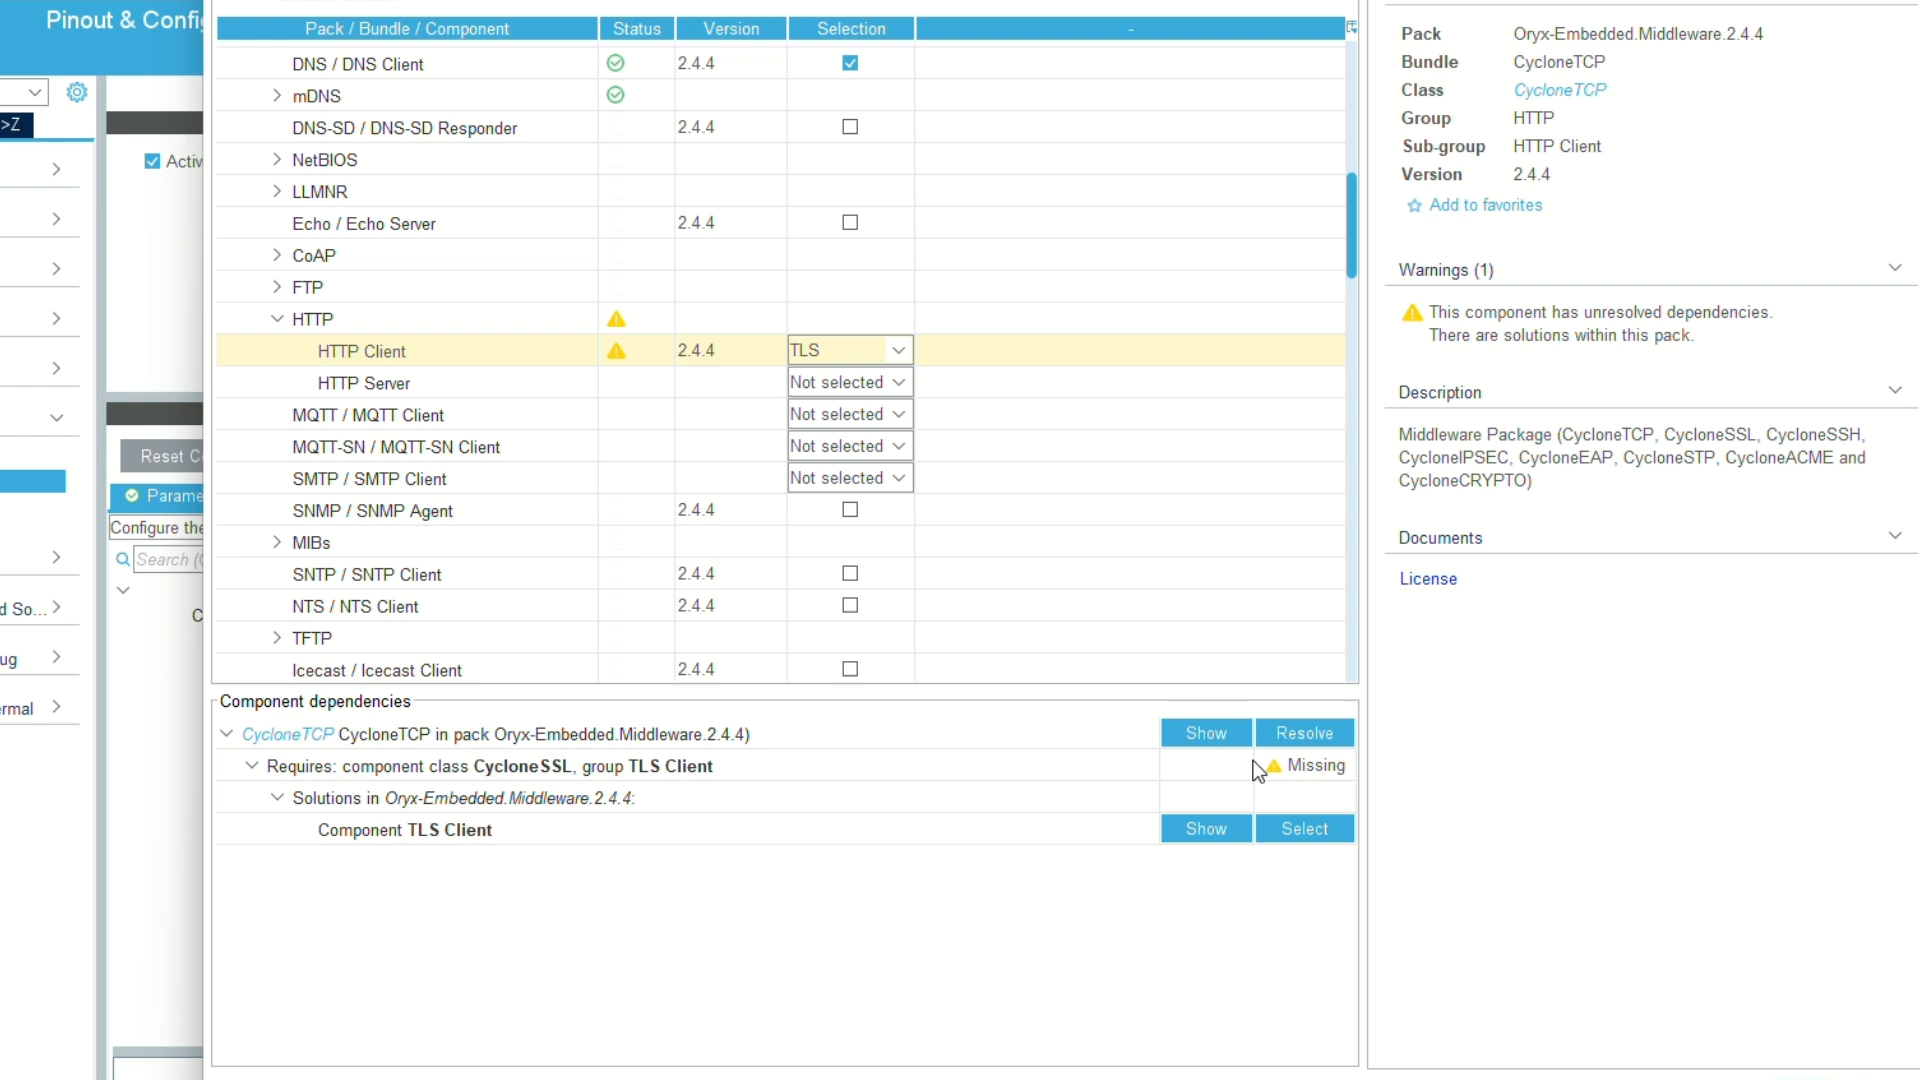 Pinout & Config
>Z
Activ
Reset C
Parame
Configure the
Search (
C
d So...
ug
ermal
Pack / Bundle / Component Status Version Selection -
DNS / DNS Client 2.4.4
mDNS
DNS-SD / DNS-SD Responder 2.4.4
NetBIOS
LLMNR
Echo / Echo Server 2.4.4
CoAP
FTP
HTTP
HTTP Client 2.4.4 TLS
HTTP Server Not selected
MQTT / MQTT Client Not selected
MQTT-SN / MQTT-SN Client Not selected
SMTP / SMTP Client Not selected
SNMP / SNMP Agent 2.4.4
MIBs
SNTP / SNTP Client 2.4.4
NTS / NTS Client 2.4.4
TFTP
Icecast / Icecast Client 2.4.4
Component dependencies
CycloneTCP CycloneTCP in pack Oryx-Embedded.Middleware.2.4.4) Show Resolve
Requires: component class CycloneSSL, group TLS Client Missing
Solutions in Oryx-Embedded.Middleware.2.4.4:
Component TLS Client Show Select
Pack Oryx-Embedded.Middleware.2.4.4
Bundle CycloneTCP
Class CycloneTCP
Group HTTP
Sub-group HTTP Client
Version 2.4.4
Add to favorites
Warnings (1)
This component has unresolved dependencies.
There are solutions within this pack.
Description
Middleware Package (CycloneTCP, CycloneSSL, CycloneSSH,
CycloneIPSEC, CycloneEAP, CycloneSTP, CycloneACME and
CycloneCRYPTO)
Documents
License